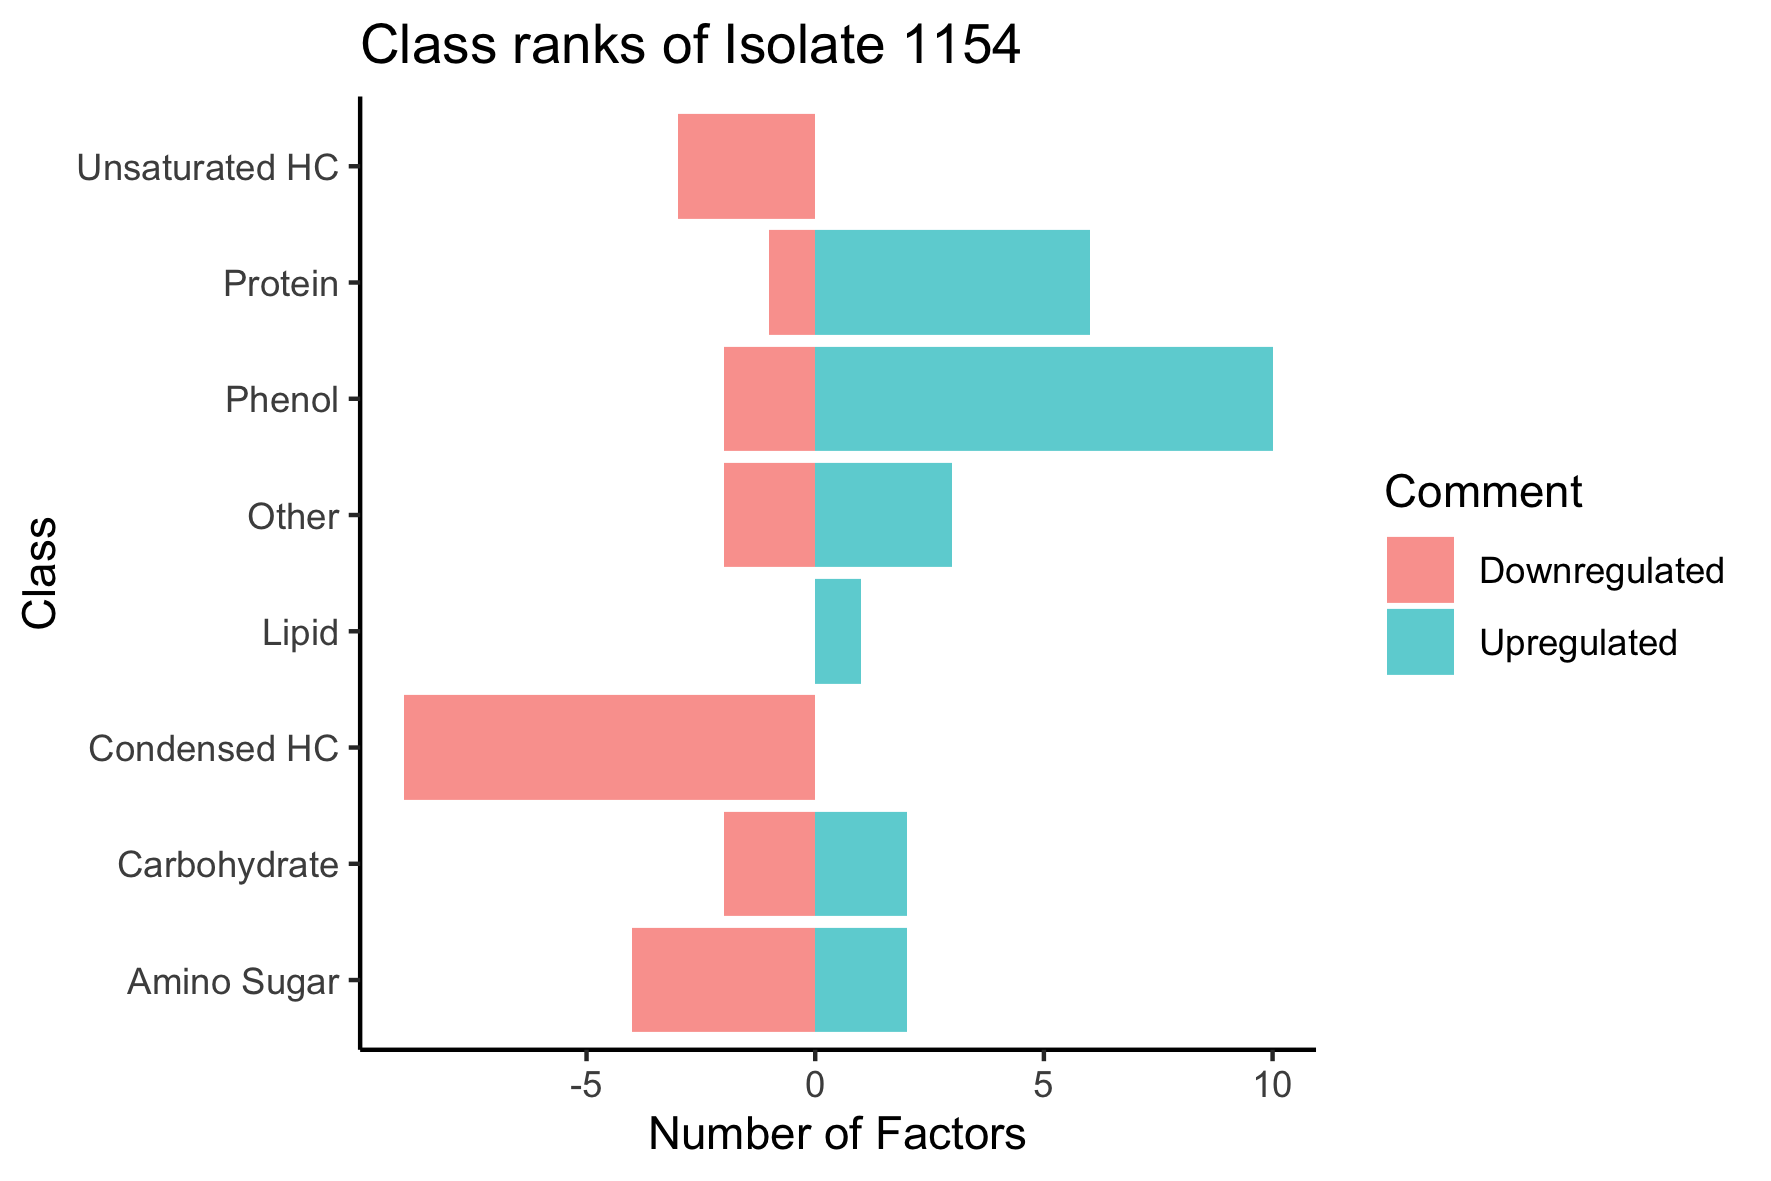 Class ranks of Isolate 1154
Unsaturated HC
Protein
Phenol
Other
Lipid
Condensed HC
Carbohydrate
Amino Sugar
Class
-5 0 5 10
Number of Factors
Comment
Downregulated
Upregulated